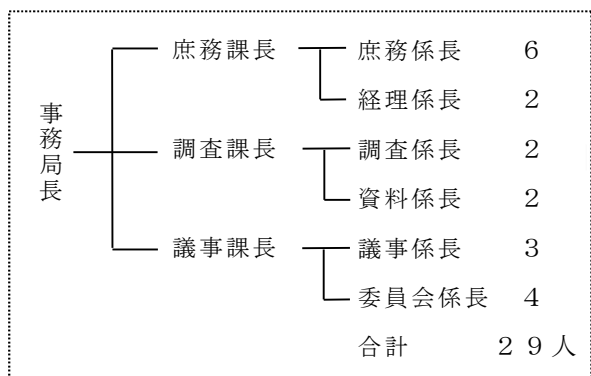 事務局長
庶務課長 庶務係長 6
経理係長 2
調査課長 調査係長 2
資料係長 2
議事課長 議事係長 3
委員会係長 4
合計 29人